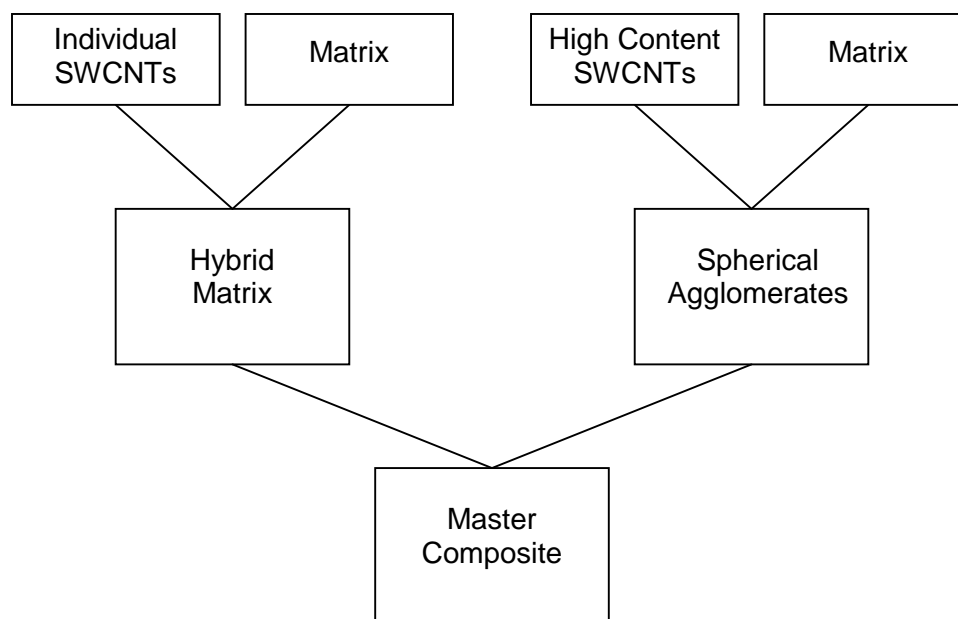 Individual
SWCNTs
Matrix
High Content
SWCNTs
Matrix
Hybrid
Matrix
Spherical
Agglomerates
Master
Composite